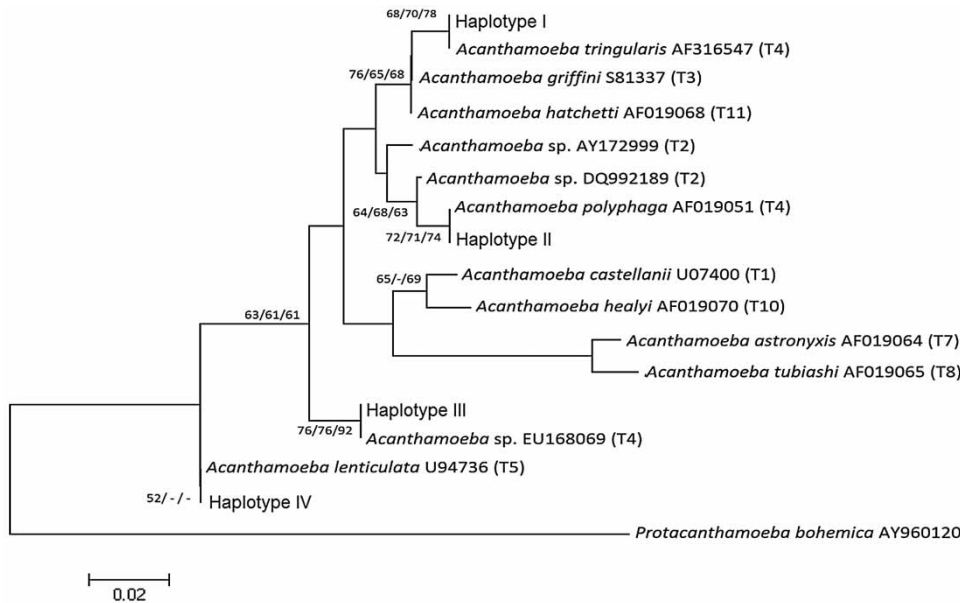 68/70/78
Haplotype I
Acanthamoeba tringularis AF316547 (T4)
76/65/68
Acanthamoeba griffini S81337 (T3)
Acanthamoeba hatchetti AF019068 (T11)
Acanthamoeba sp. AY172999 (T2)
Acanthamoeba sp. DQ992189 (T2)
64/68/63
Acanthamoeba polyphaga AF019051 (T4)
72/71/74
Haplotype II
Acanthamoeba castellanii U07400 (T1)
65/-/69
Acanthamoeba healyi AF019070 (T10)
63/61/61
Acanthamoeba astronyxis AF019064 (T7)
Acanthamoeba tubiashi AF019065 (T8)
Haplotype III
76/76/92
Acanthamoeba sp. EU168069 (T4)
Acanthamoeba lenticulata U94736 (T5)
52/ - / -
Haplotype IV
Protacanthamoeba bohemica AY960120
0.02